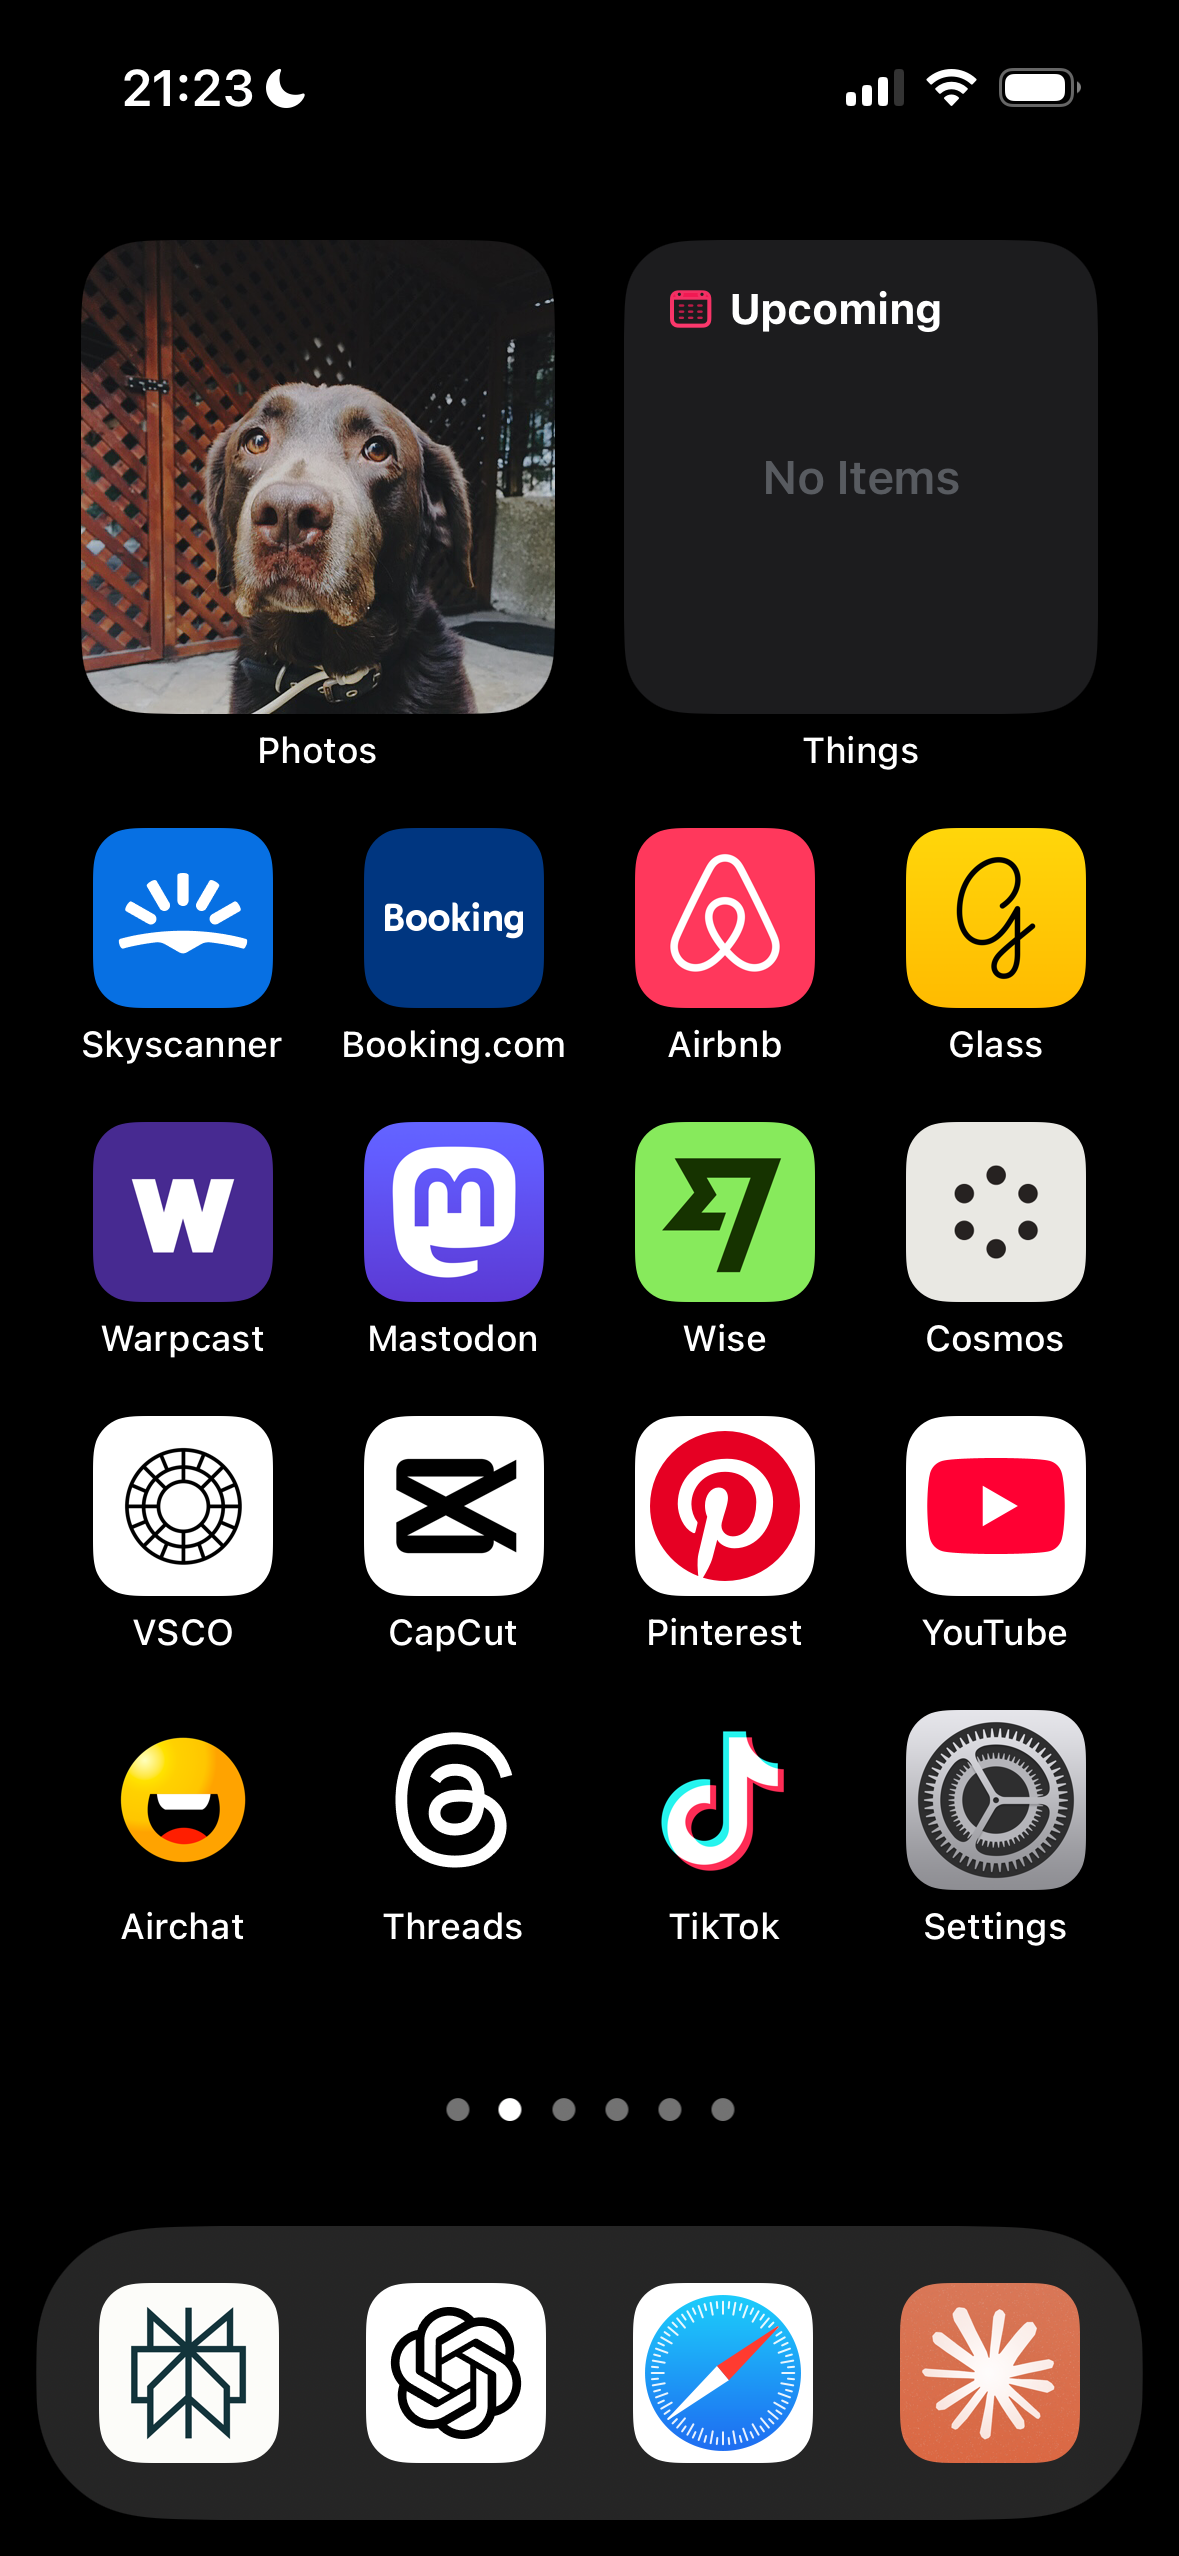 21:23
Upcoming
No Items
Photos
Things
Booking
Skyscanner
Booking.com
Airbnb
Glass
W
Warpcast
Mastodon
Wise
Cosmos
VSCO
CapCut
Pinterest
YouTube
Airchat
Threads
TikTok
Settings